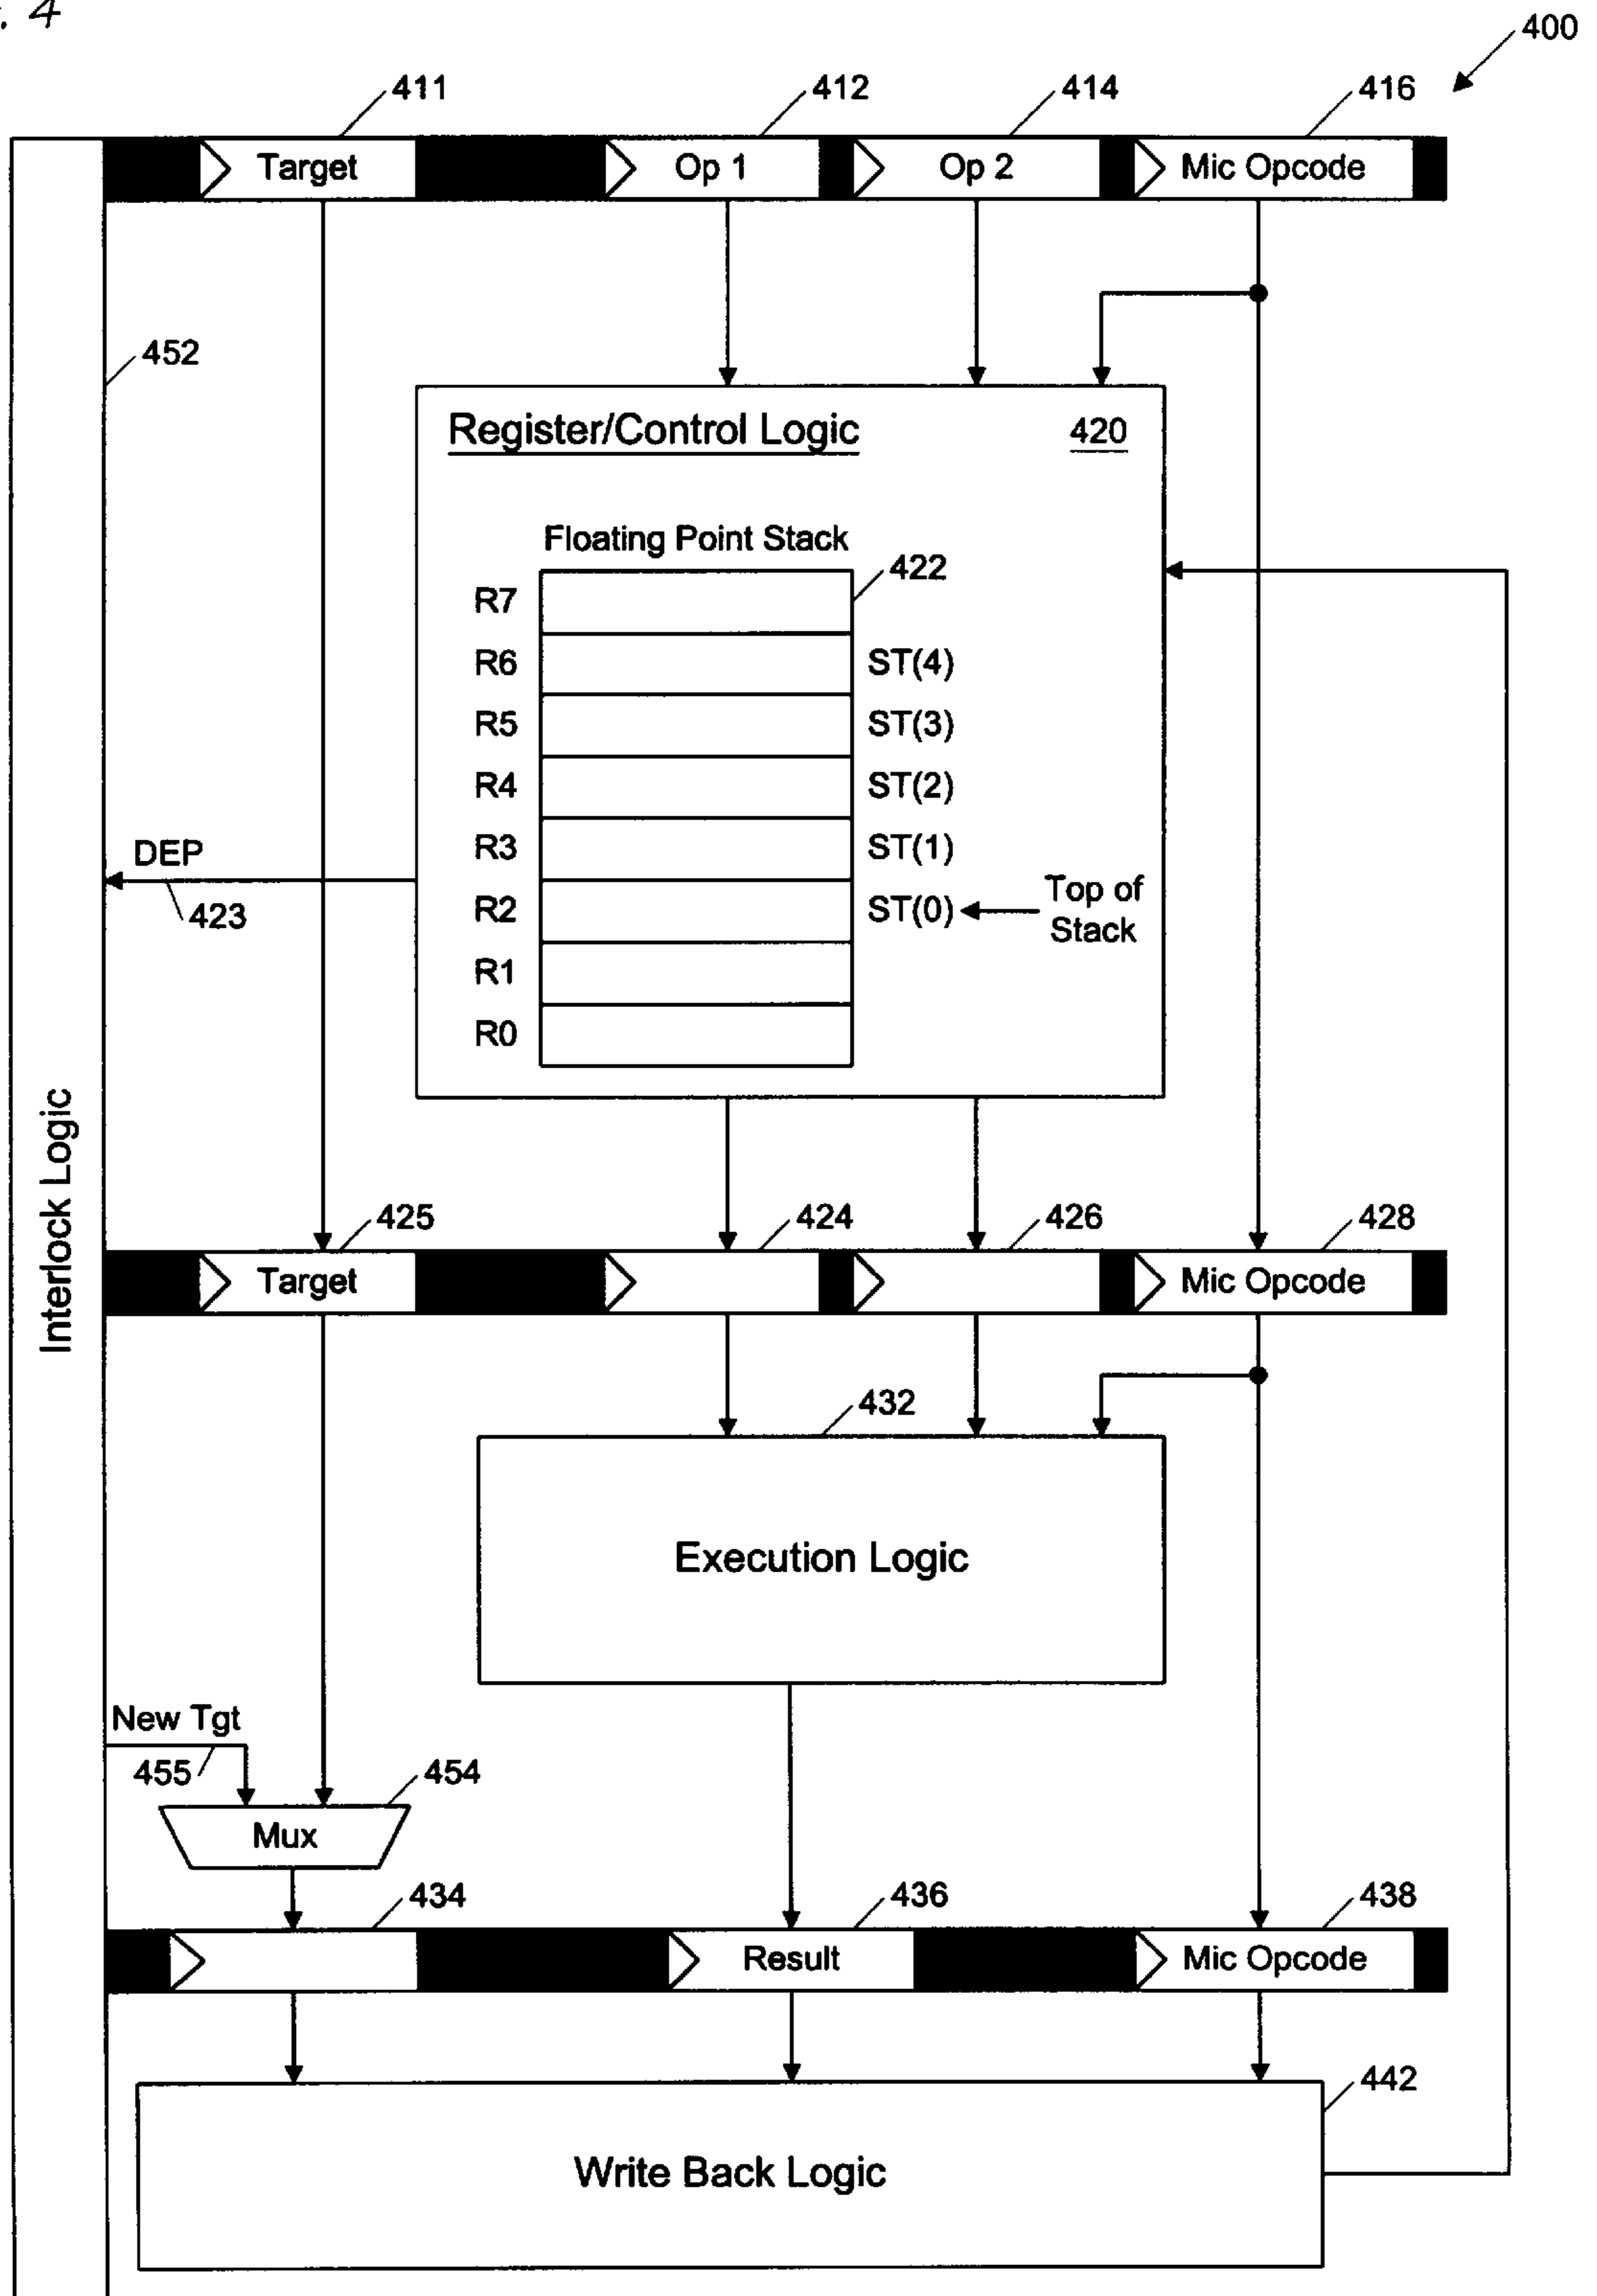 . 4
400
411 412 414 416
Target Op 1 Op 2 Mic Opcode
452
Register/Control Logic 420
Floating Point Stack
422
R7
R6 ST(4)
R5 ST(3)
R4 ST(2)
R3 ST(1)
DEP
423
R2 ST(0) Top of
Stack
R1
R0
Interlock Logic
425 424 426 428
Target Mic Opcode
432
Execution Logic
New Tgt
455 454
Mux
434 436 438
Result Mic Opcode
442
Write Back Logic